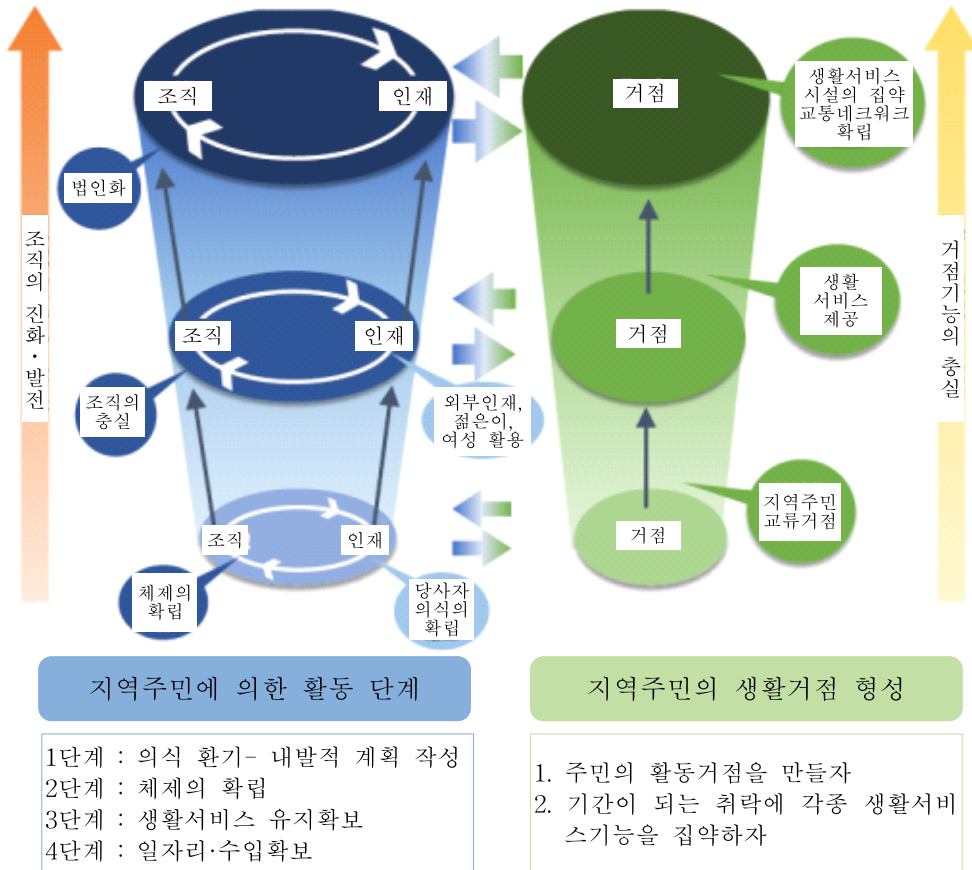 조직
인재
거점
생활서비스
시설의 집약
교통네크워크
확립
법인화
조직의 진화·발전
거점기능의 충실
조직
인재
거점
생활
서비스
제공
조직의
충실
외부인재,
젊은이,
여성 활용
지역주민
교류거점
조직
인재
거점
체제의
확립
당사자
의식의
확립
지역주민에 의한 활동 단계
1단계 : 의식 환기- 내발적 계획 작성
2단계 : 체제의 확립
3단계 : 생활서비스 유지확보
4단계 : 일자리·수입확보
지역주민의 생활거점 형성
1. 주민의 활동거점을 만들자
2. 기간이 되는 취락에 각종 생활서비
스기능을 집약하자